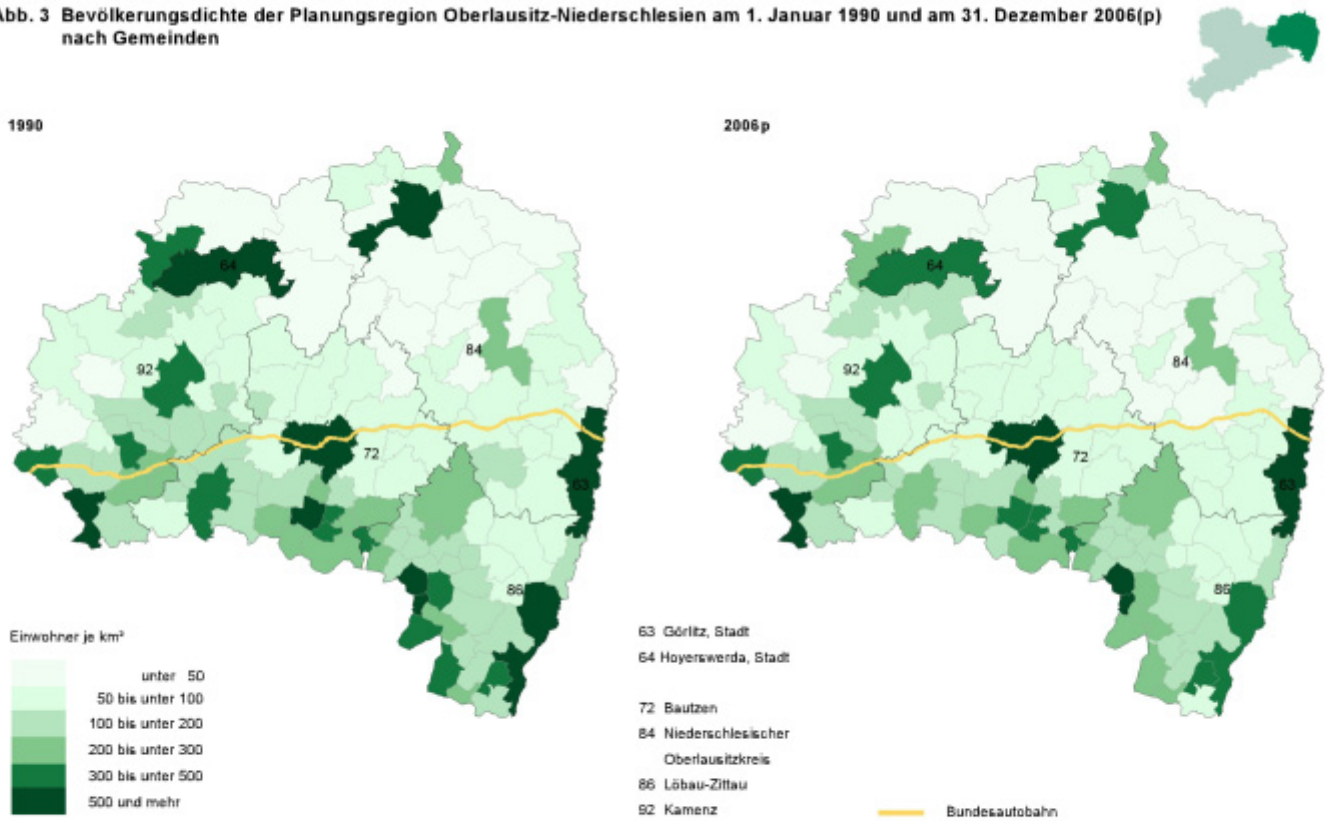 Abb. 3 Bevölkerungsdichte der Planungsregion Oberlausitz-Niederschlesien am 1. Januar 1990 und am 31. Dezember 2006(p)
nach Gemeinden
1990
2006p
64
92
84
72
63
86
64
92
84
72
63
86
Einwohner je km²
unter 50
50 bis unter 100
100 bis unter 200
200 bis unter 300
300 bis unter 500
500 und mehr
63 Görlitz, Stadt
64 Hoyerswerda, Stadt
72 Bautzen
84 Niederschlesischer
Oberlausitzkreis
86 Löbau-Zittau
92 Kamenz
Bundesautobahn